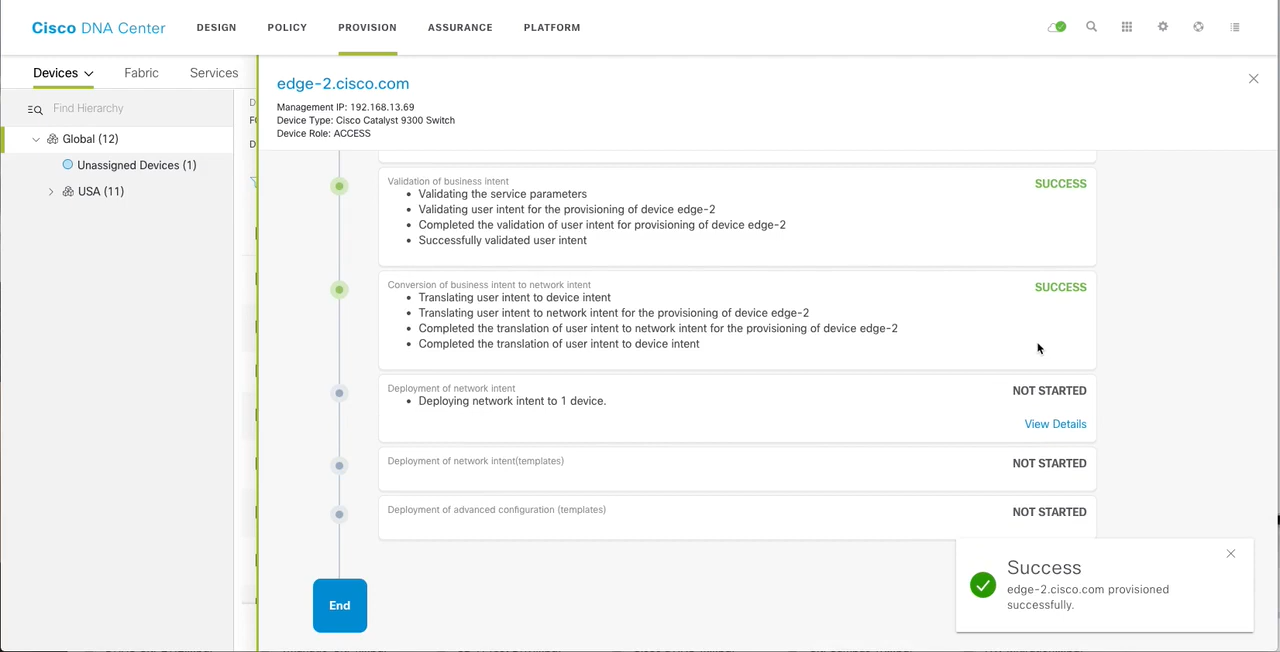 Cisco DNA Center
DESIGN
POLICY
PROVISION
ASSURANCE
PLATFORM
Devices
Fabric
Services
Find Hierarchy
Global (12)
Unassigned Devices (1)
USA (11)
edge-2.cisco.com
Management IP: 192.168.13.69
Device Type: Cisco Catalyst 9300 Switch
Device Role: ACCESS
Validation of business intent
SUCCESS
• Validating the service parameters
• Validating user intent for the provisioning of device edge-2
• Completed the validation of user intent for provisioning of device edge-2
• Successfully validated user intent
Conversion of business intent to network intent
SUCCESS
• Translating user intent to device intent
• Translating user intent to network intent for the provisioning of device edge-2
• Completed the translation of user intent to network intent for the provisioning of device edge-2
• Completed the translation of user intent to device intent
Deployment of network intent
NOT STARTED
• Deploying network intent to 1 device.
View Details
Deployment of network intent(templates)
NOT STARTED
Deployment of advanced configuration (templates)
NOT STARTED
End
Success
edge-2.cisco.com provisioned
successfully.